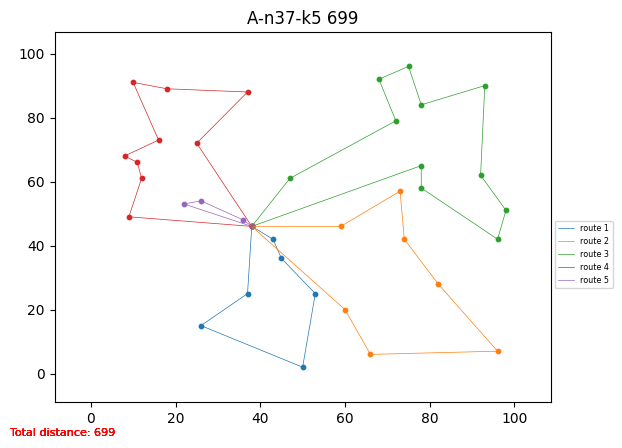 A-n37-k5 699
100
80
60
40
20
0
0 20 40 60 80 100
route 1
route 2
route 3
route 4
route 5
Total distance: 699